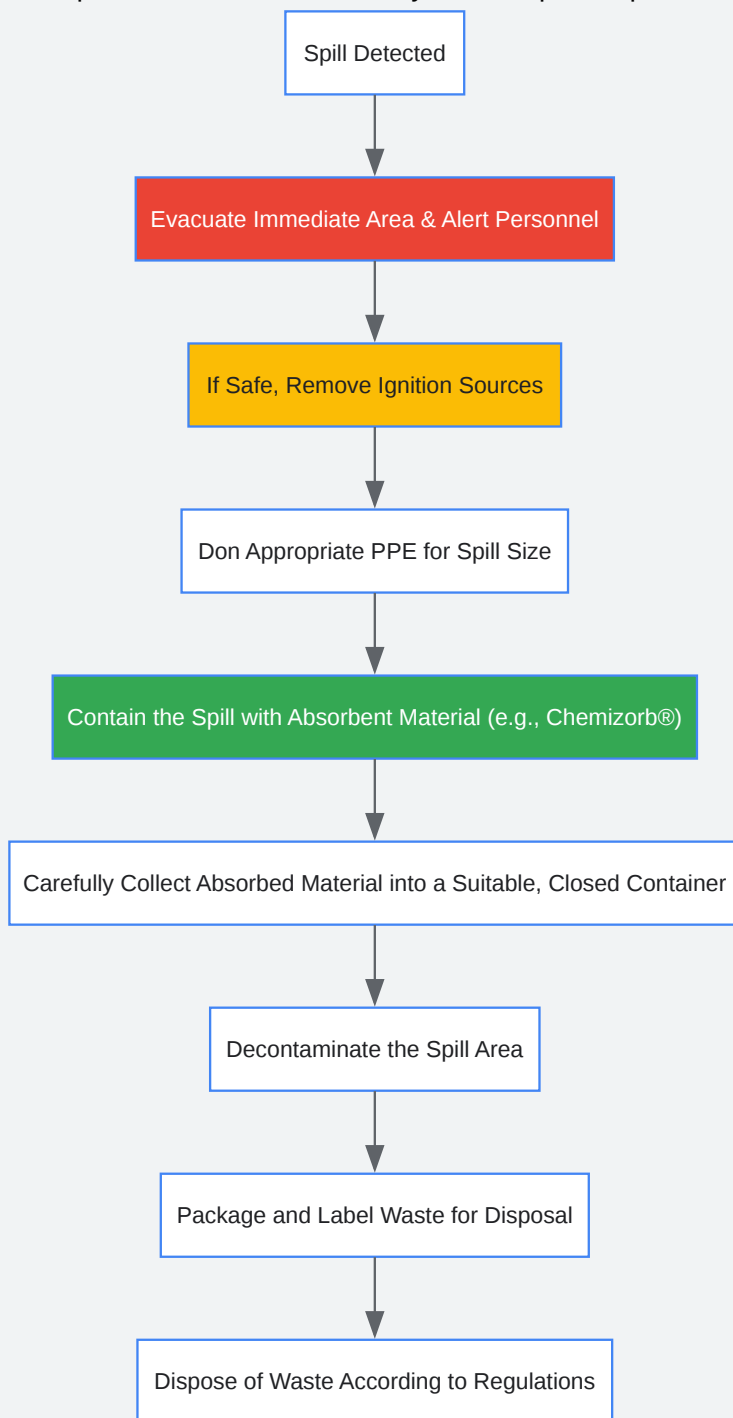 Spill Detected
Evacuate Immediate Area & Alert Personnel
If Safe, Remove Ignition Sources
Don Appropriate PPE for Spill Size
Contain the Spill with Absorbent Material (e.g., Chemizorb®)
Carefully Collect Absorbed Material into a Suitable, Closed Container
Decontaminate the Spill Area
Package and Label Waste for Disposal
Dispose of Waste According to Regulations